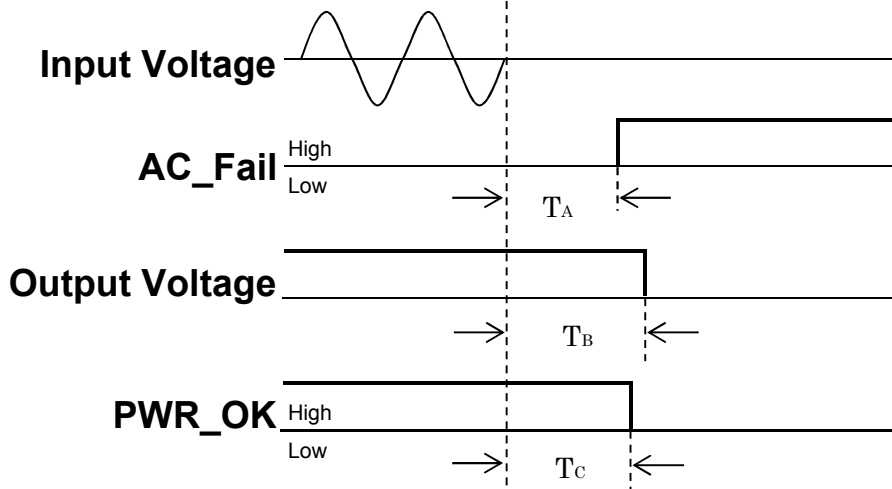 Input Voltage
High
AC_Fail
Low
TA
Output Voltage
TB
PWR_OK
High
Low
TC